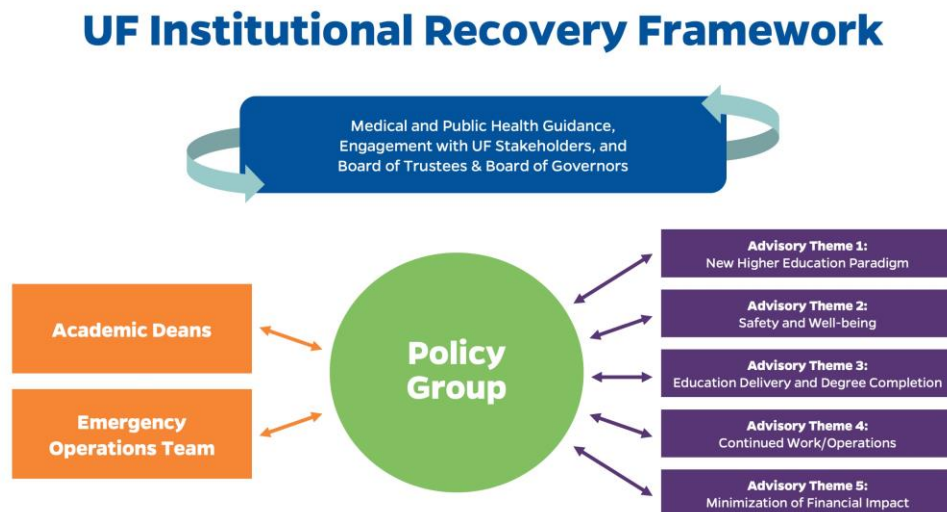 UF Institutional Recovery Framework
Medical and Public Health Guidance,
Engagement with UF Stakeholders, and
Board of Trustees & Board of Governors
Academic Deans
Emergency
Operations Team
Policy
Group
Advisory Theme 1:
New Higher Education Paradigm
Advisory Theme 2:
Safety and Well-being
Advisory Theme 3:
Education Delivery and Degree Completion
Advisory Theme 4:
Continued Work/Operations
Advisory Theme 5:
Minimization of Financial Impact